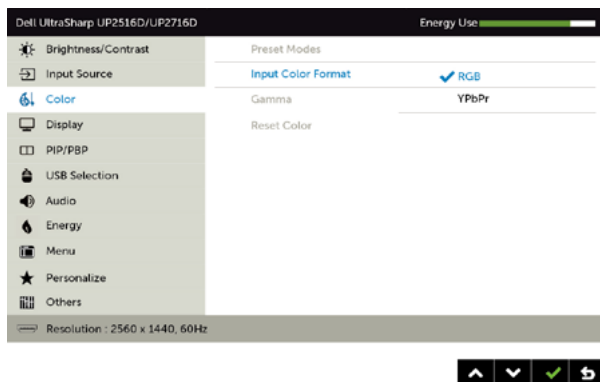 Dell UltraSharp UP2516D/UP2716D Energy Use
Brightness/Contrast Preset Modes
Input Source Input Color Format RGB
Color Gamma YPbPr
Display Reset Color
PIP/PBP
USB Selection
Audio
Energy
Menu
Personalize
Others
Resolution : 2560 x 1440, 60Hz